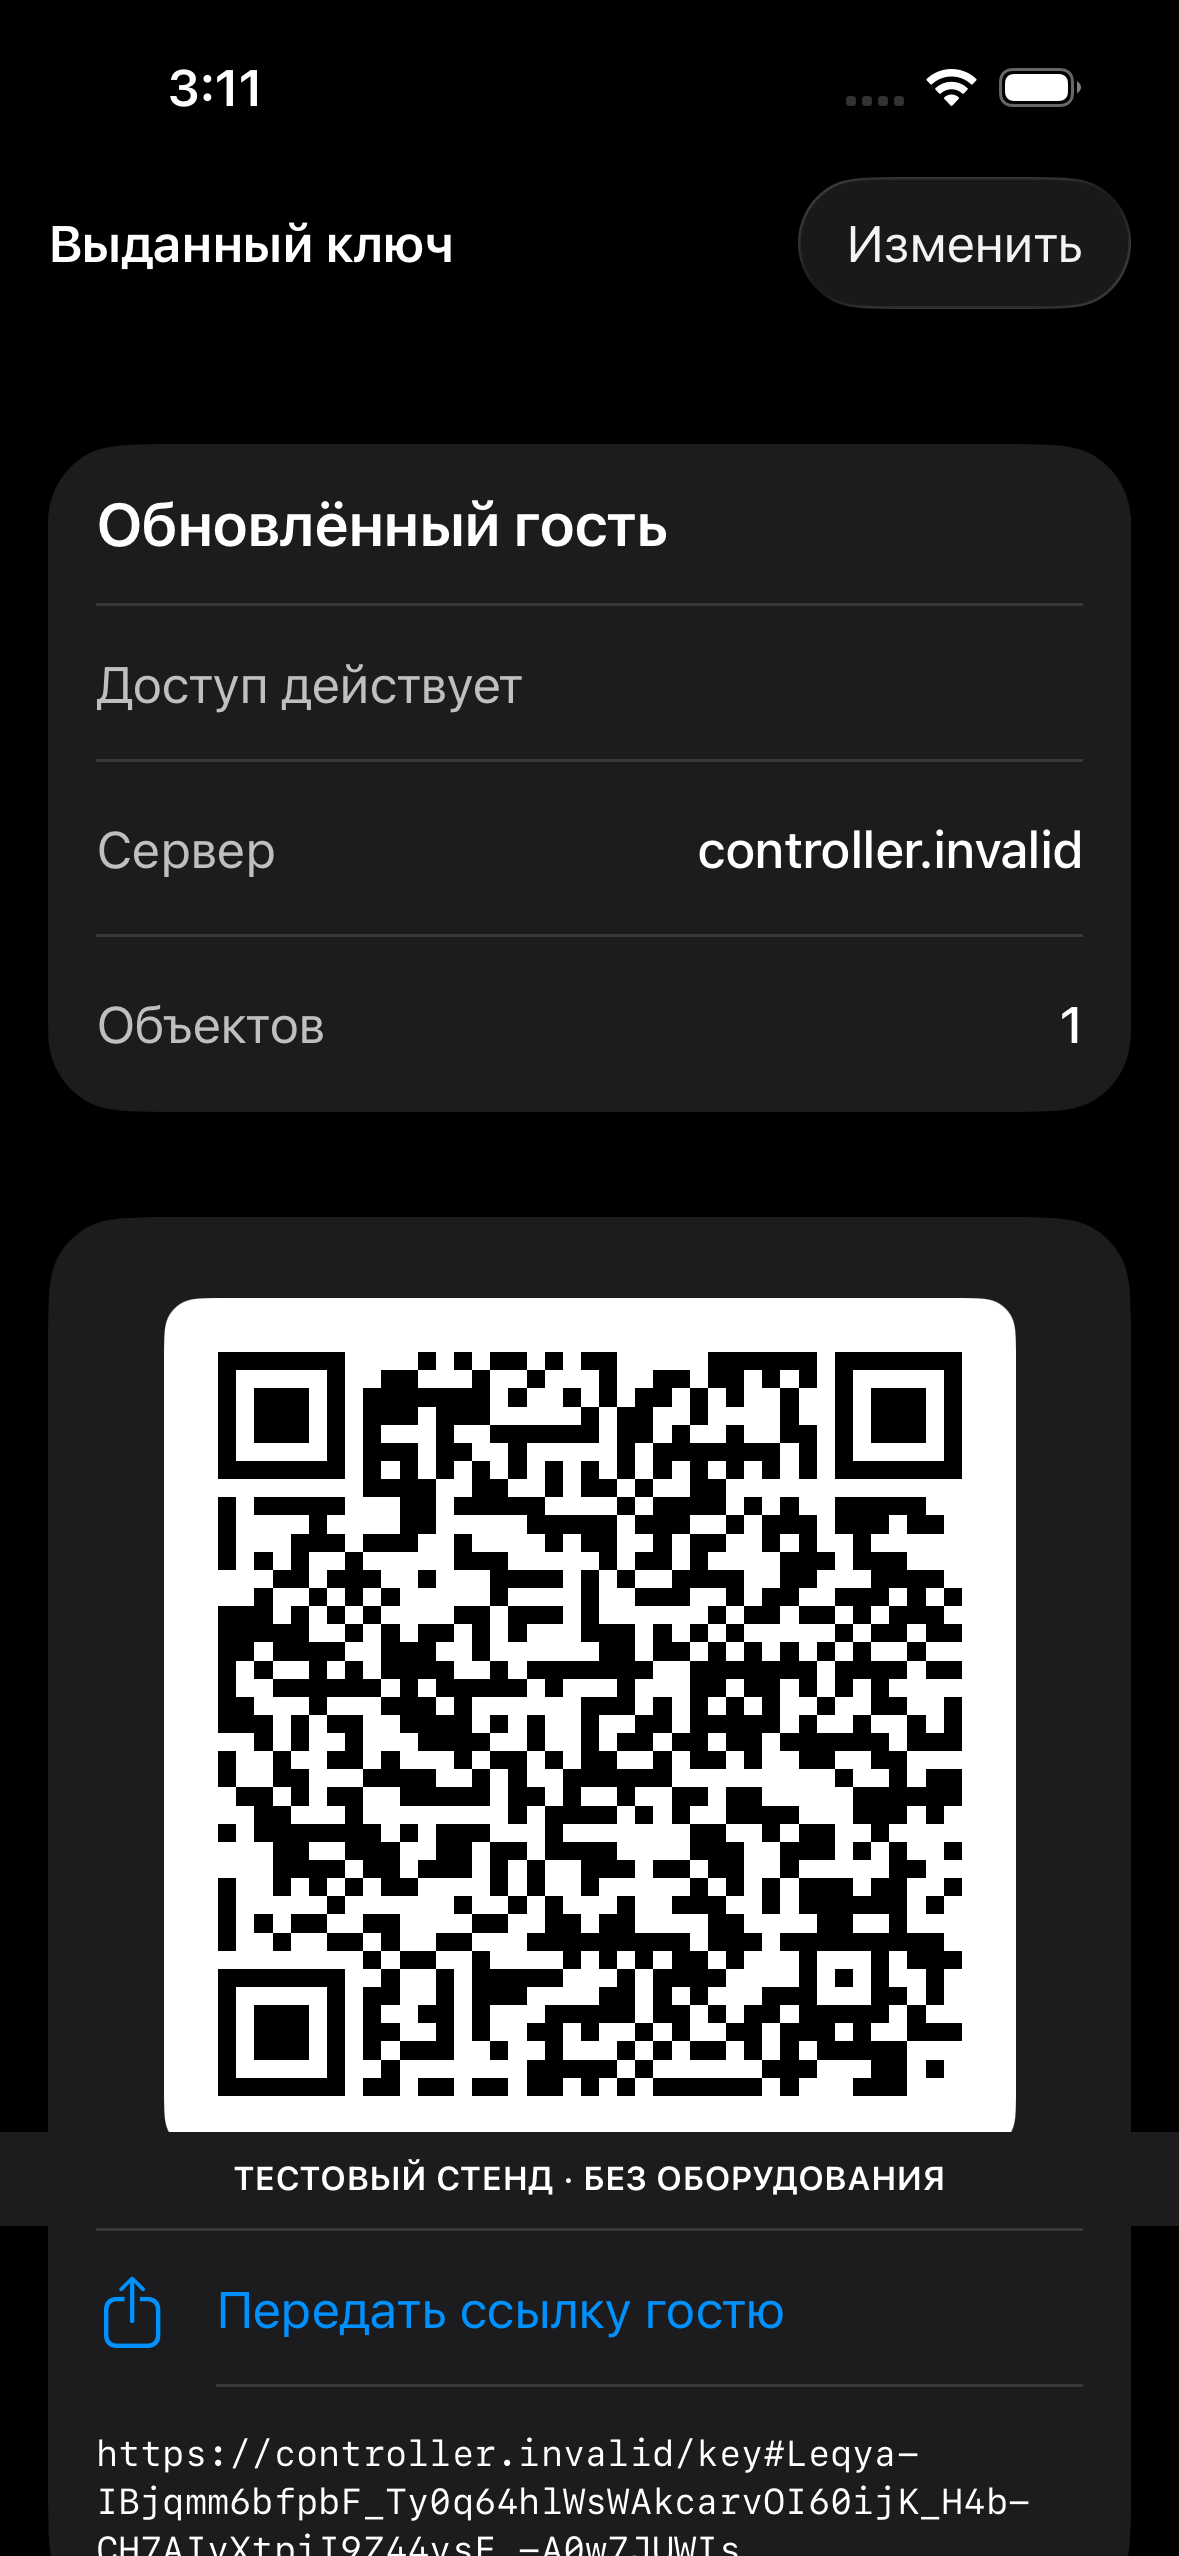 3:11
Выданный ключ
Изменить
Обновлённый гость
Доступ действует
Сервер
controller.invalid
Объектов
1
ТЕСТОВЫЙ СТЕНД · БЕЗ ОБОРУДОВАНИЯ
Передать ссылку гостю
https://controller.invalid/key#Leqya-
IBjqmm6bfpbF_Ty0q64hlWsWAkcarvOI60ijK_H4b-